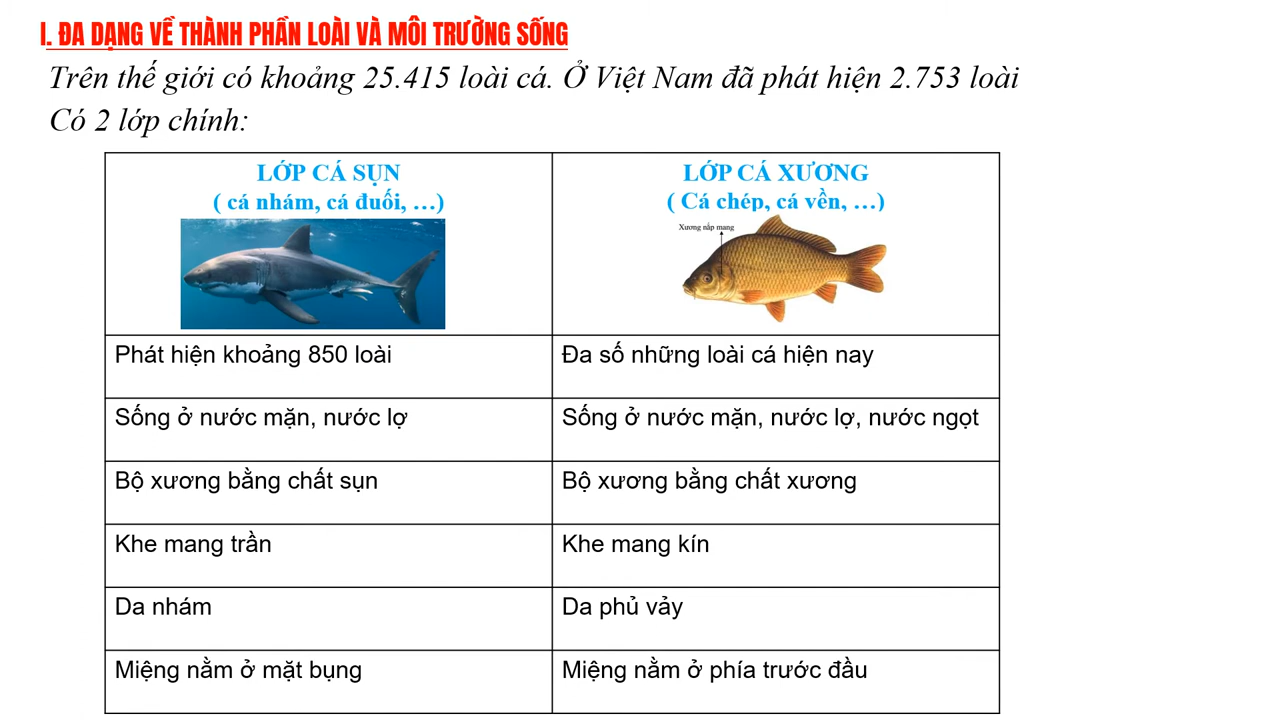 I. ĐA DẠNG VỀ THÀNH PHẦN LOÀI VÀ MÔI TRƯỜNG SỐNG
Trên thế giới có khoảng 25.415 loài cá. Ở Việt Nam đã phát hiện 2.753 loài
Có 2 lớp chính:
LỚP CÁ SỤN
( cá nhám, cá đuối, …)
LỚP CÁ XƯƠNG
( Cá chép, cá vền, …)
Xương nắp mang
Phát hiện khoảng 850 loài
Đa số những loài cá hiện nay
Sống ở nước mặn, nước lợ
Sống ở nước mặn, nước lợ, nước ngọt
Bộ xương bằng chất sụn
Bộ xương bằng chất xương
Khe mang trần
Khe mang kín
Da nhám
Da phủ vảy
Miệng nằm ở mặt bụng
Miệng nằm ở phía trước đầu